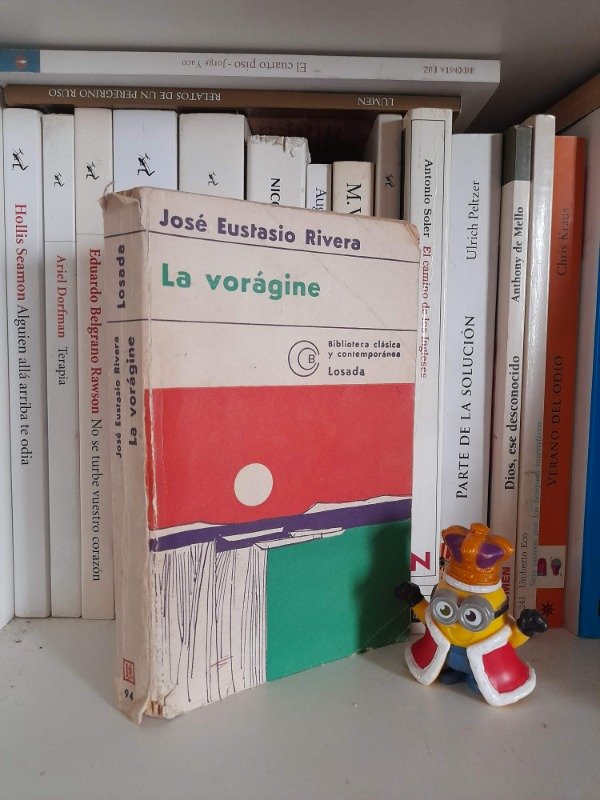 El cuarto piso - Jorge Yaco
INDÓMITA LUZ
RELATOS DE UN PEREGRINO RUSO
LUMEN
Hollis Seamon Alguien allá arriba te odia
Ariel Dorfman Terapia
Eduardo Belgrano Rawson No se turbe vuestro corazón
José Eustasio Rivera
La vorágine
Biblioteca clásica
y contemporánea
Losada
Losada
José Eustasio Rivera
La vorágine
94
Antonio Soler El camino de los Ingleses
PARTE DE LA SOLUCIÓN Ulrich Peltzer
Dios, ese desconocido Anthony de Mello
Umberto Eco
VERANO DEL ODIO Chris Kraus